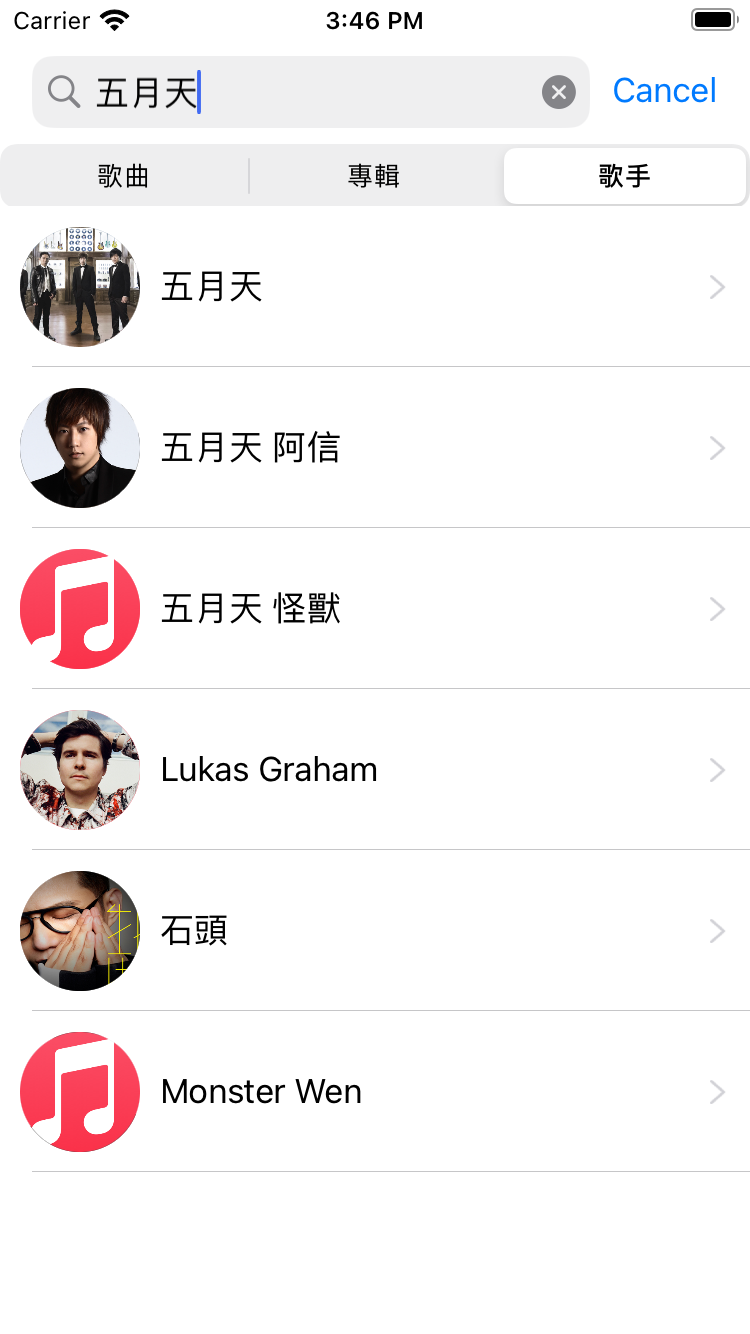 Carrier 3:46 PM
五月天 Cancel
歌曲 專輯 歌手
五月天
五月天 阿信
五月天 怪獸
Lukas Graham
石頭
Monster Wen